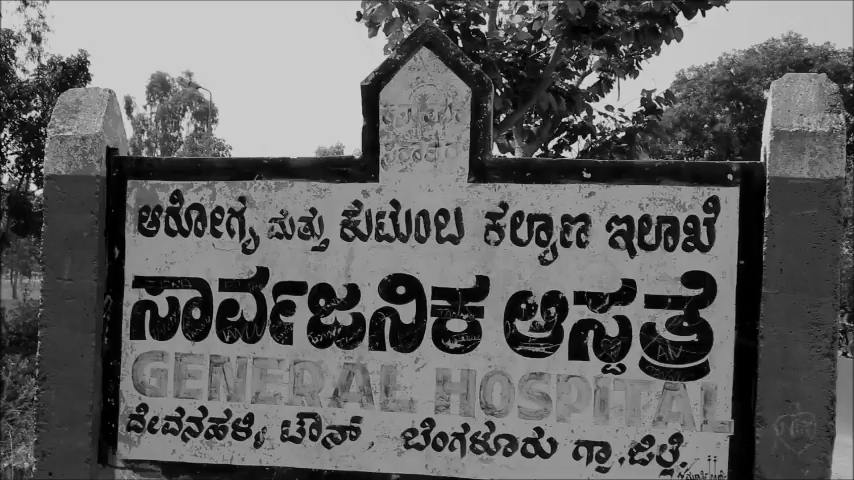 ಆರೋಗ್ಯ ಮತ್ತು ಕುಟುಂಬ ಕಲ್ಯಾಣ ಇಲಾಖೆ
ಸಾರ್ವಜನಿಕ ಆಸ್ಪತ್ರೆ
GENERAL HOSPITAL
ದೇವನಹಳ್ಳಿ ಟೌನ್, ಬೆಂಗಳೂರು ಗ್ರಾ, ಜಿಲ್ಲೆ,